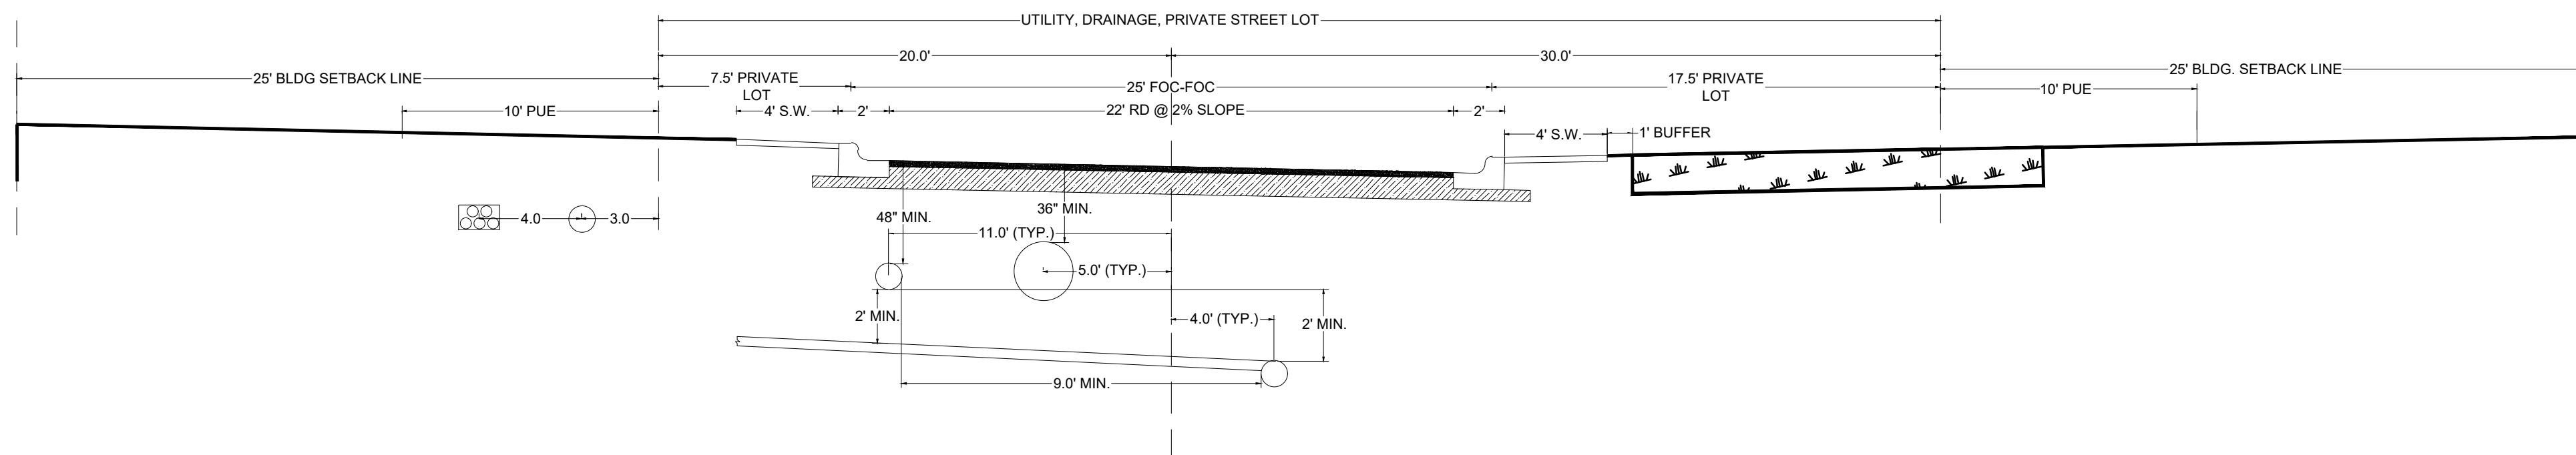 UTILITY, DRAINAGE, PRIVATE STREET LOT
20.0'
30.0'
25' BLDG SETBACK LINE
7.5' PRIVATE
LOT
25' FOC-FOC
17.5' PRIVATE
LOT
25' BLDG. SETBACK LINE
10' PUE
4' S.W.
2'
22' RD @ 2% SLOPE
2'
10' PUE
4' S.W.
1' BUFFER
4.0
3.0
48" MIN.
36" MIN.
11.0' (TYP.)
5.0' (TYP.)
2' MIN.
4.0' (TYP.)
2' MIN.
9.0' MIN.